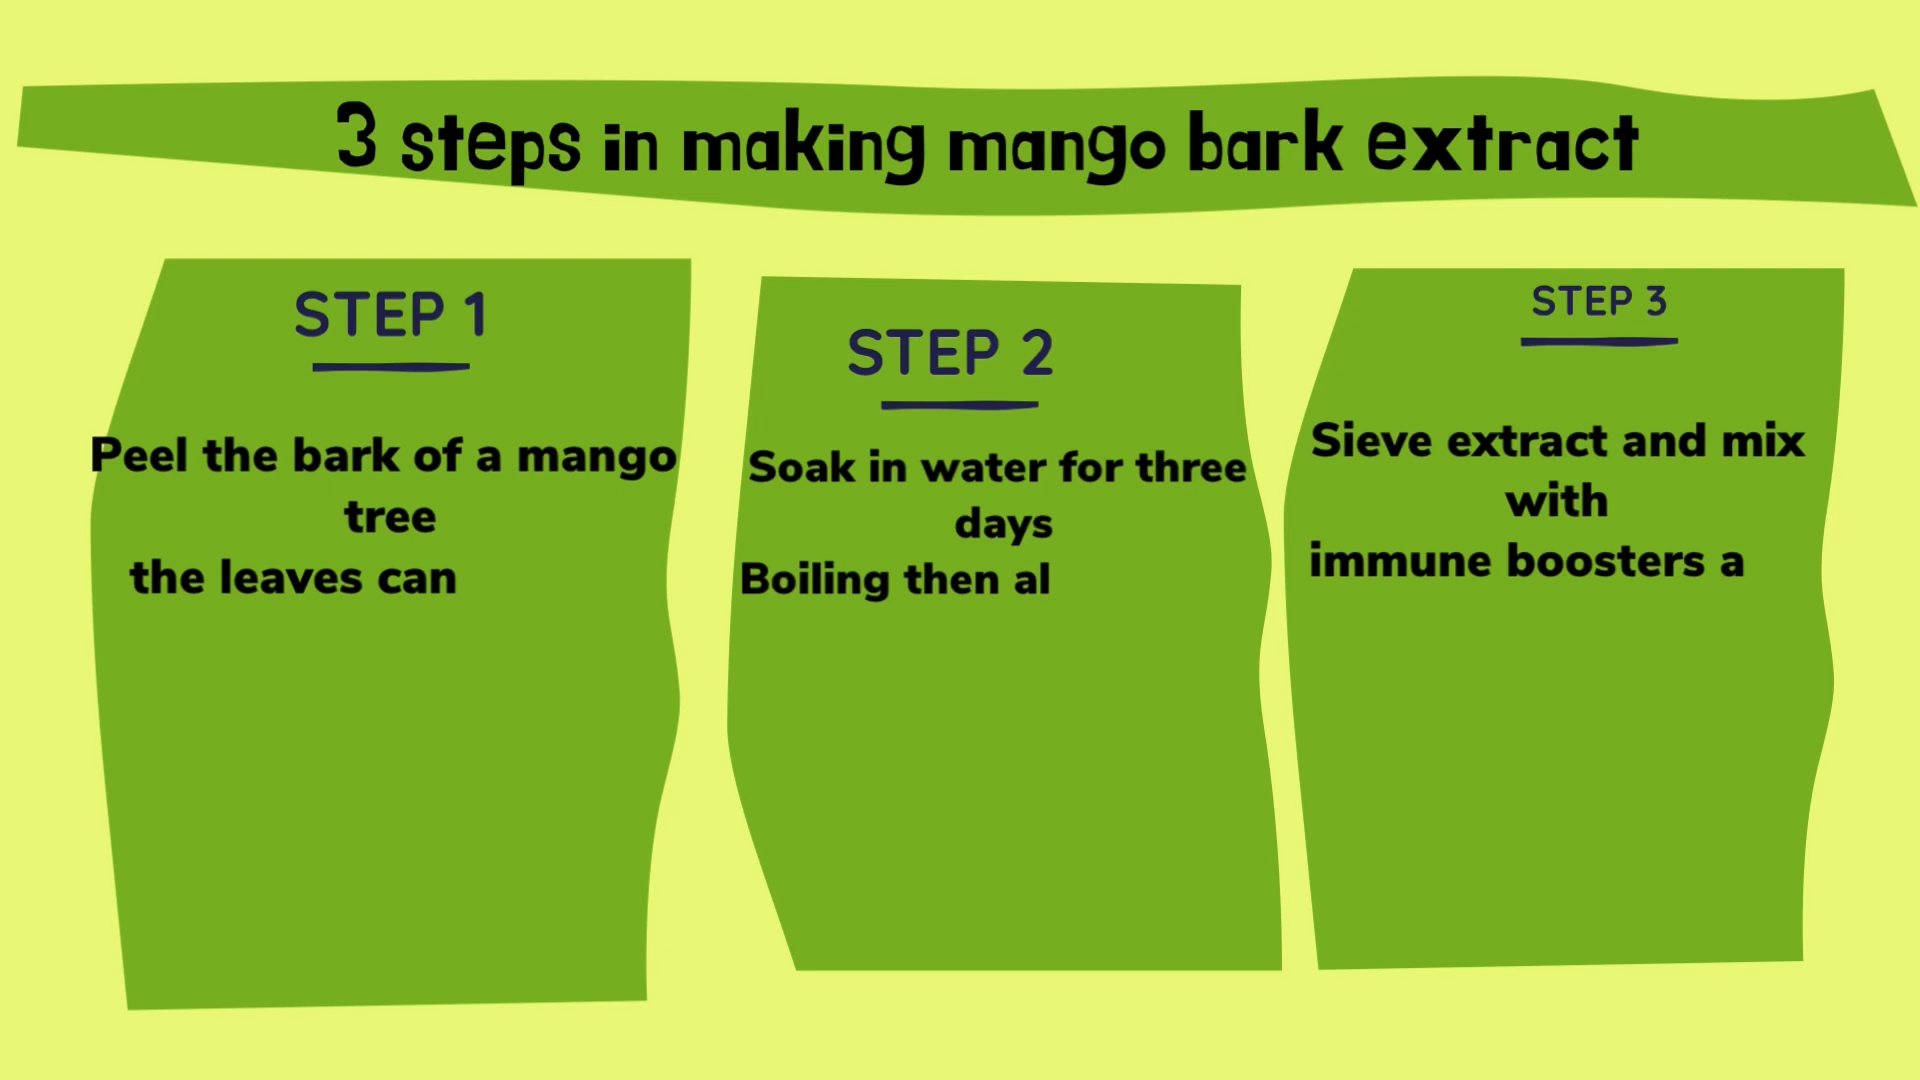 3 steps in making mango bark extract
STEP 1
Peel the bark of a mango
tree
the leaves can
STEP 2
Soak in water for three
days
Boiling then al
STEP 3
Sieve extract and mix
with
immune boosters a